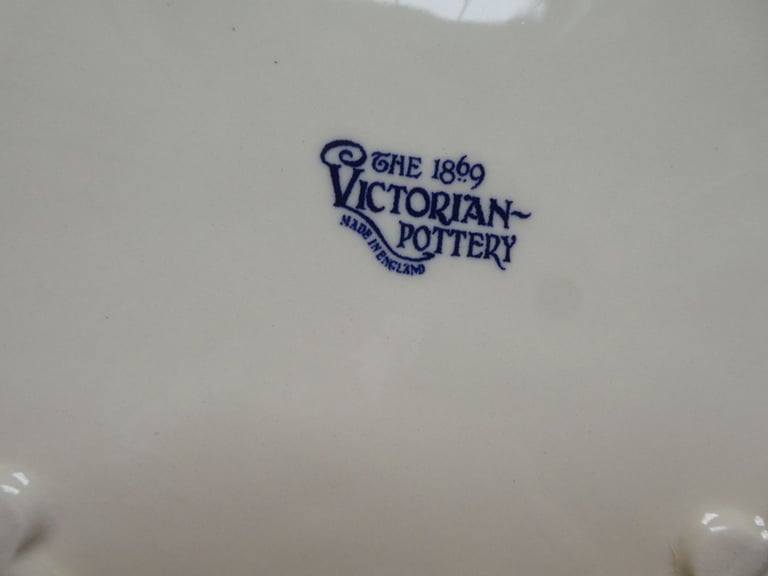 THE 1869
VICTORIAN~
POTTERY
MADE IN ENGLAND